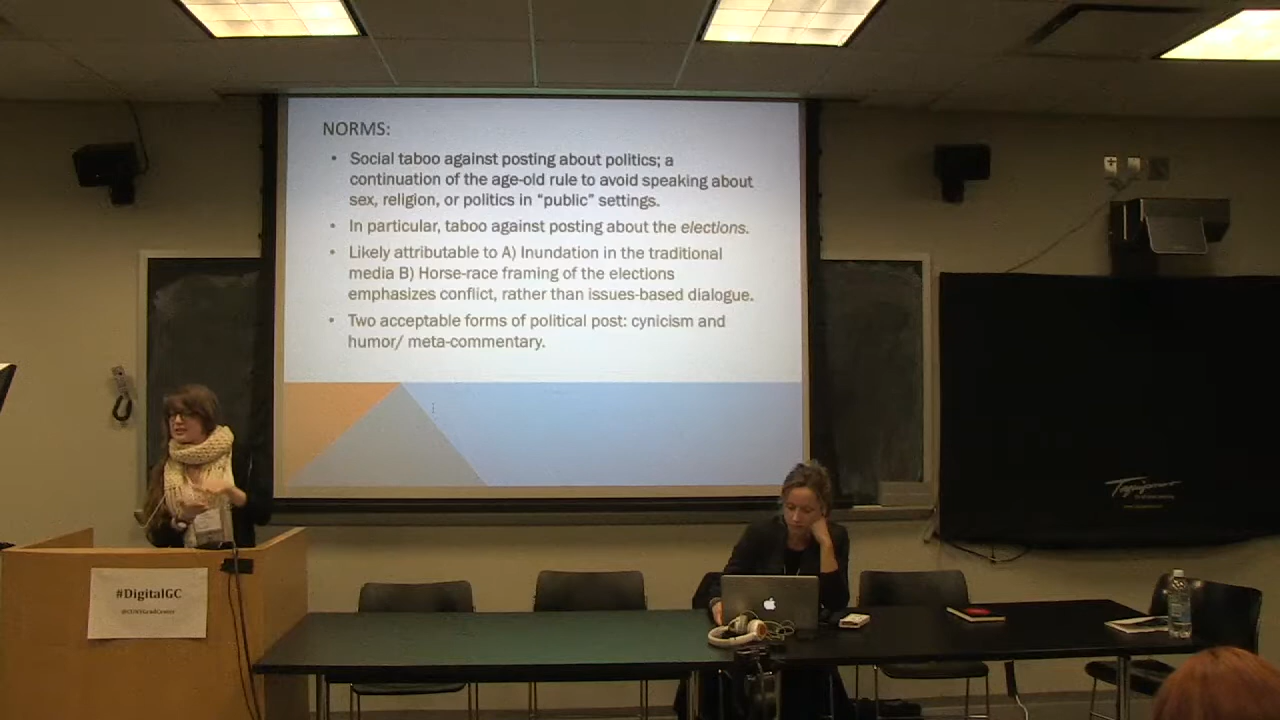 NORMS:
• Social taboo against posting about politics; a
continuation of the age-old rule to avoid speaking about
sex, religion, or politics in “public” settings.
• In particular, taboo against posting about the elections.
• Likely attributable to A) Inundation in the traditional
media B) Horse-race framing of the elections
emphasizes conflict, rather than issues-based dialogue.
• Two acceptable forms of political post: cynicism and
humor/ meta-commentary.
#DigitalGC
@CUNYGradCenter